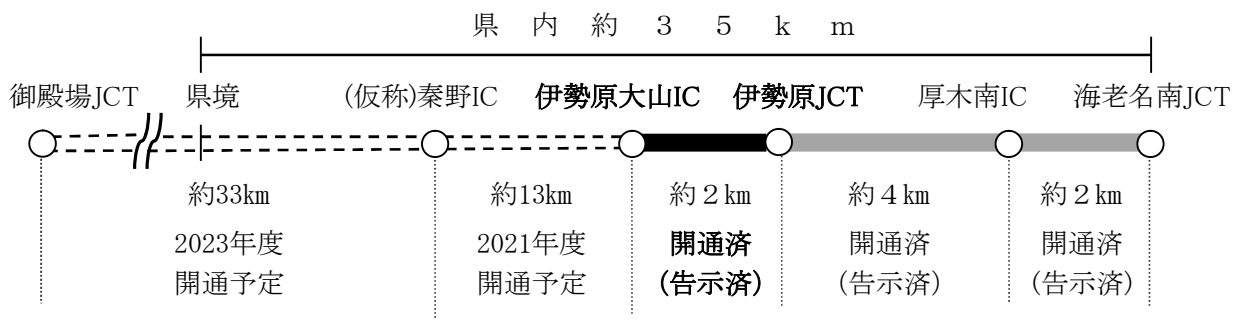 県内約３５ｋｍ
御殿場JCT 県境 (仮称)秦野IC 伊勢原大山IC 伊勢原JCT 厚木南IC 海老名南JCT
約33㎞ 約13㎞ 約２㎞ 約４㎞ 約２㎞
2023年度 2021年度 開通済 開通済 開通済
開通予定 開通予定 (告示済) (告示済) (告示済)